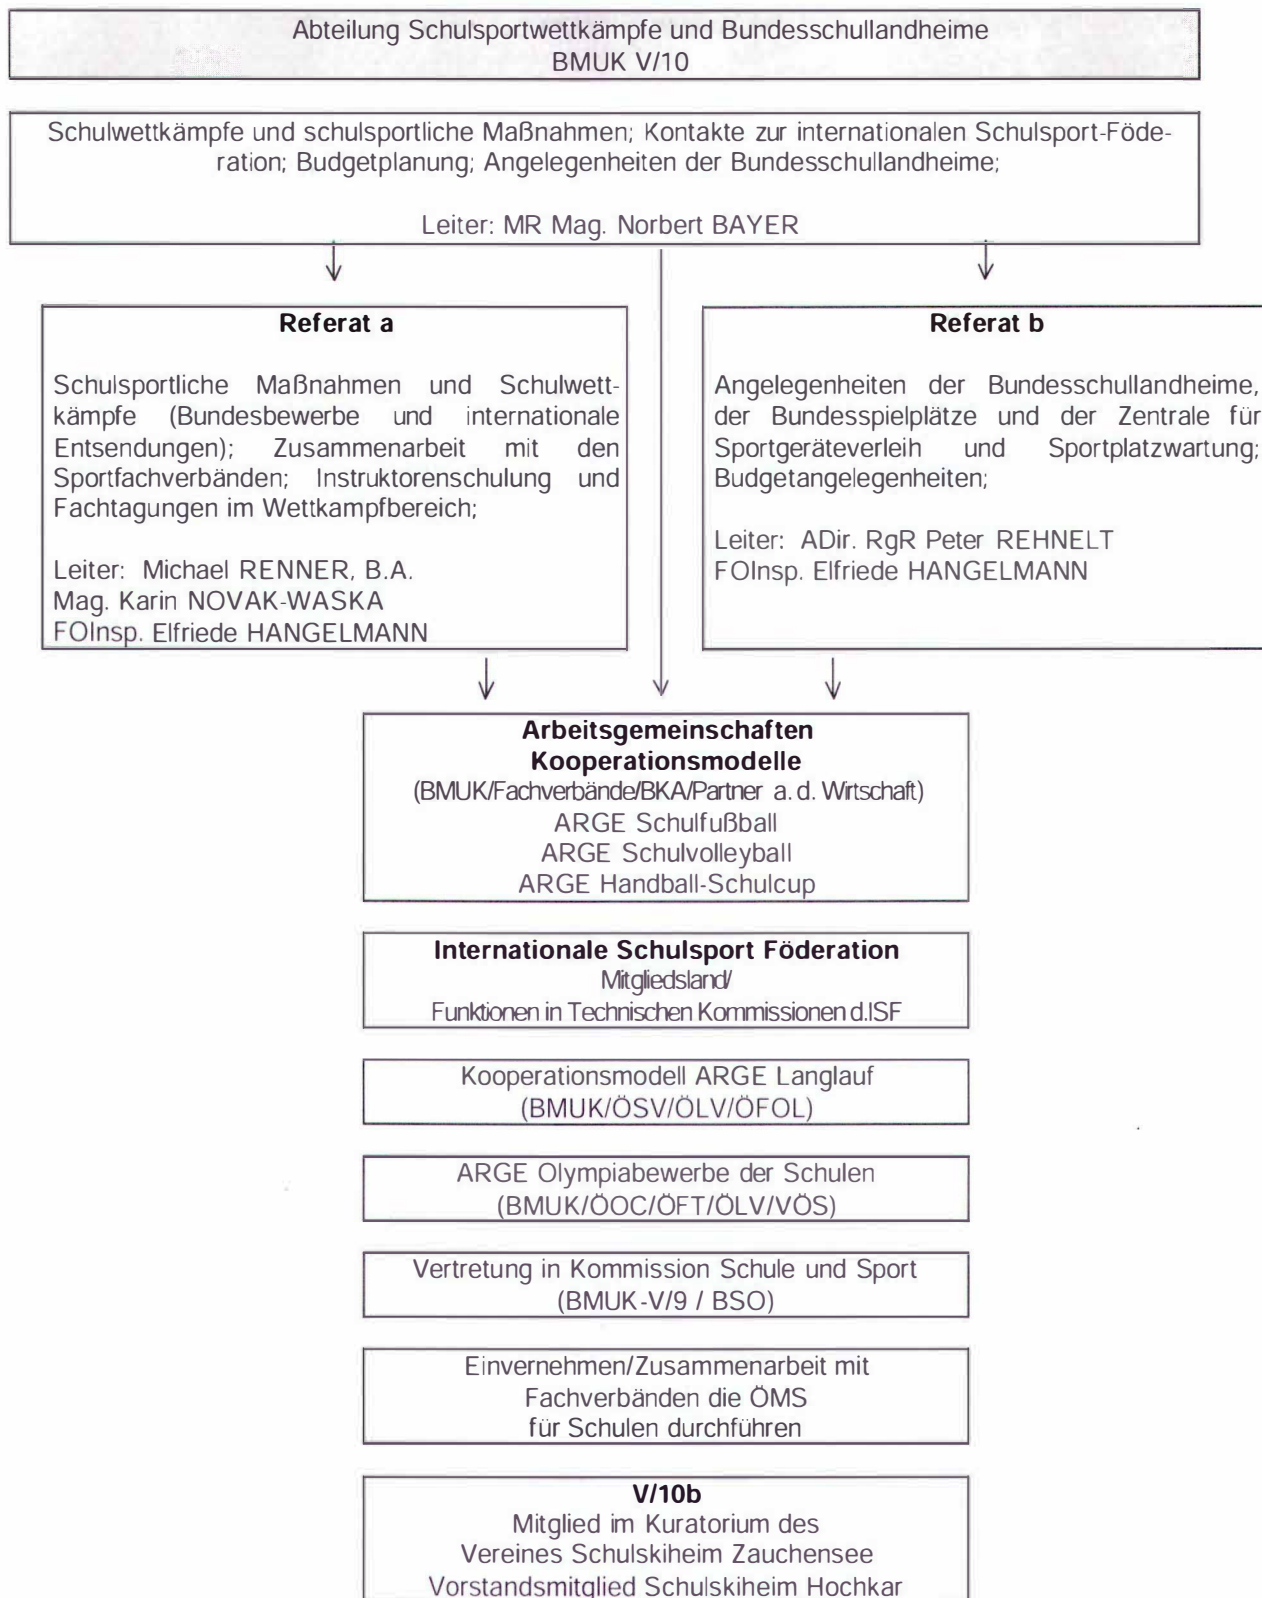 Abteilung Schulsportwettkämpfe und Bundesschullandheime
BMUK V/10
Schulwettkämpfe und schulsportliche Maßnahmen; Kontakte zur internationalen Schulsport-Föde-
ration; Budgetplanung; Angelegenheiten der Bundesschullandheime;
Leiter: MR Mag. Norbert BAYER
Referat a
Schulsportliche Maßnahmen und Schulwett-
kämpfe (Bundesbewerbe und internationale
Entsendungen); Zusammenarbeit mit den
Sportfachverbänden; Instruktorenschulung und
Fachtagungen im Wettkampfbereich;
Leiter: Michael RENNER, B.A.
Mag. Karin NOVAK-WASKA
FOInsp. Elfriede HANGELMANN
Referat b
Angelegenheiten der Bundesschullandheime,
der Bundesspielplätze und der Zentrale für
Sportgeräteverleih und Sportplatzwartung;
Budgetangelegenheiten;
Leiter: ADir. RgR Peter REHNELT
FOInsp. Elfriede HANGELMANN
Arbeitsgemeinschaften
Kooperationsmodelle
(BMUK/Fachverbände/BKA/Partner a. d. Wirtschaft)
ARGE Schulfußball
ARGE Schulvolleyball
ARGE Handball-Schulcup
Internationale Schulsport Föderation
Mitgliedsland/
Funktionen in Technischen Kommissionen d.ISF
Kooperationsmodell ARGE Langlauf
(BMUK/ÖSV/ÖLV/ÖFOL)
ARGE Olympiabewerbe der Schulen
(BMUK/ÖOC/ÖFT/ÖLV/VÖS)
Vertretung in Kommission Schule und Sport
(BMUK-V/9 / BSO)
Einvernehmen/Zusammenarbeit mit
Fachverbänden die ÖMS
für Schulen durchführen
V/10b
Mitglied im Kuratorium des
Vereines Schulskiheim Zauchensee
Vorstandsmitglied Schulskiheim Hochkar